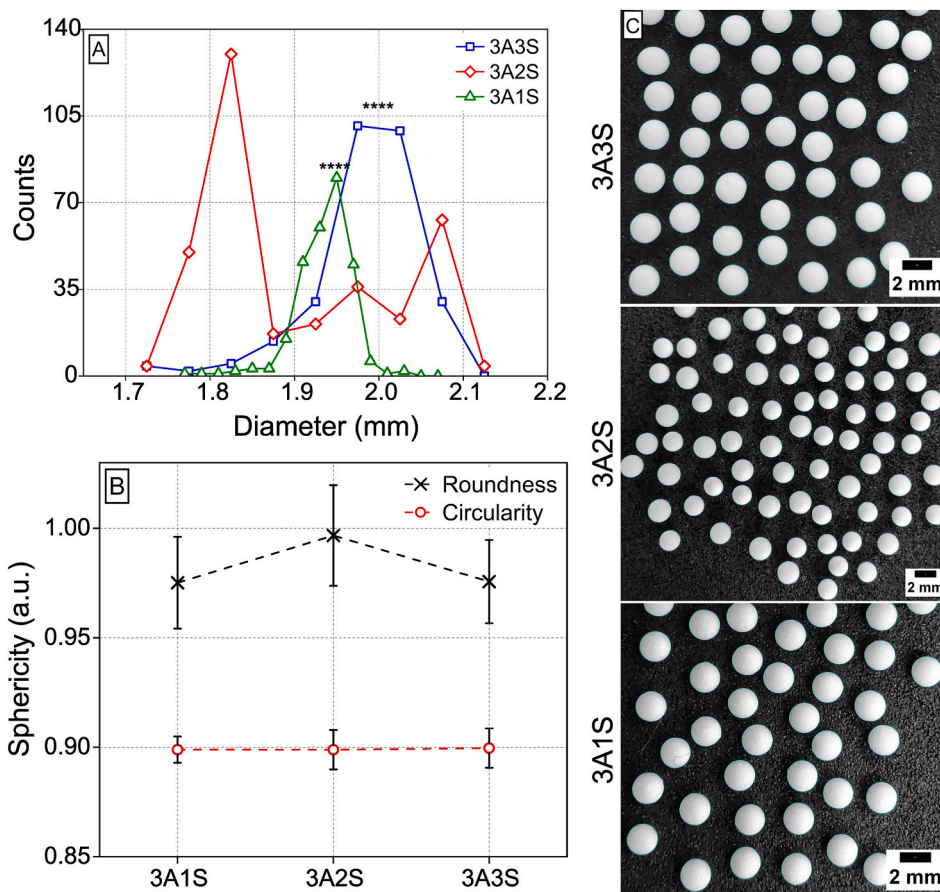 A
140
105
70
35
0
Counts
3A3S
3A2S
3A1S
****
****
1.7
1.8
1.9
2.0
2.1
2.2
Diameter (mm)
B
1.00
0.95
0.90
0.85
Sphericity (a.u.)
Roundness
Circularity
3A1S
3A2S
3A3S
C
3A3S
2 mm
3A2S
2 mm
3A1S
2 mm